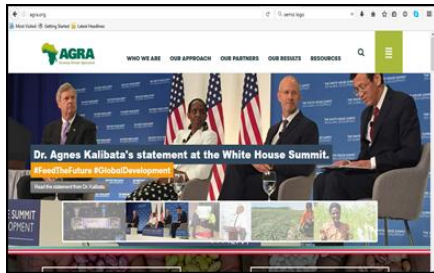 agra.org
Most Visited Getting Started Latest Headlines
AGRA
WHO WE ARE OUR APPROACH OUR PARTNERS OUR RESULTS RESOURCES
Dr. Agnes Kalibata's statement at the White House Summit.
#FeedTheFuture #GlobalDevelopment
Read the statement from Dr. Kalibata
SUMMIT
OPMENT